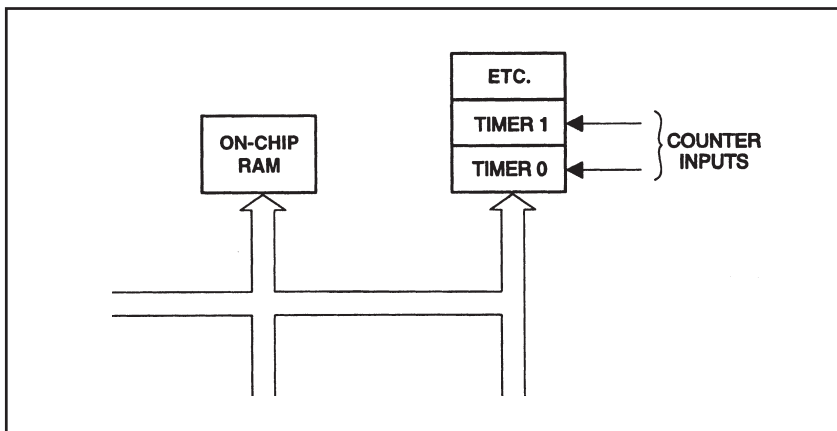 ETC.
TIMER 1
TIMER 0
COUNTER
INPUTS
ON-CHIP
RAM